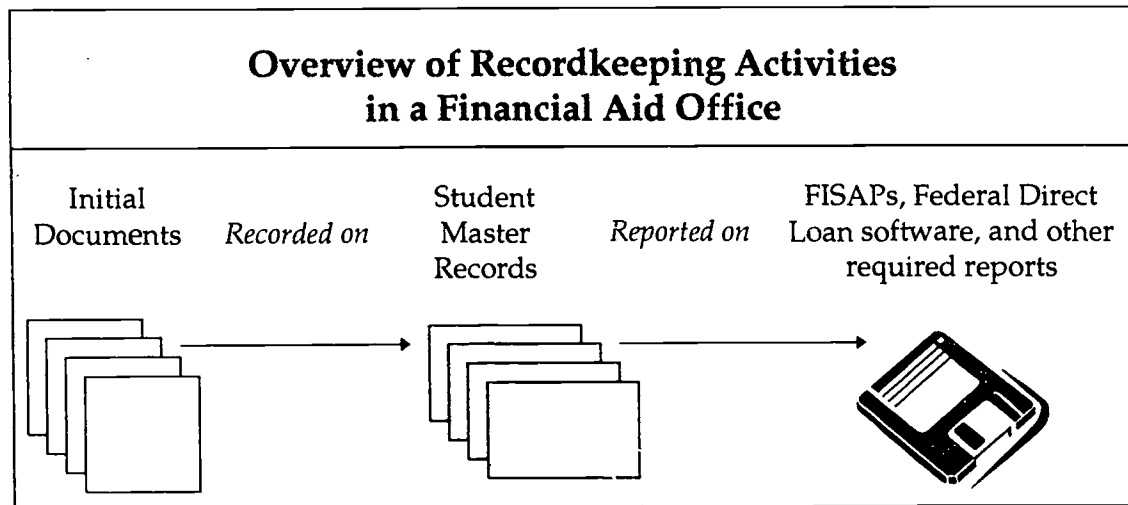 Overview of Recordkeeping Activities
in a Financial Aid Office
Initial
Documents
Recorded on
Student
Master
Records
Reported on
FISAPs, Federal Direct
Loan software, and other
required reports